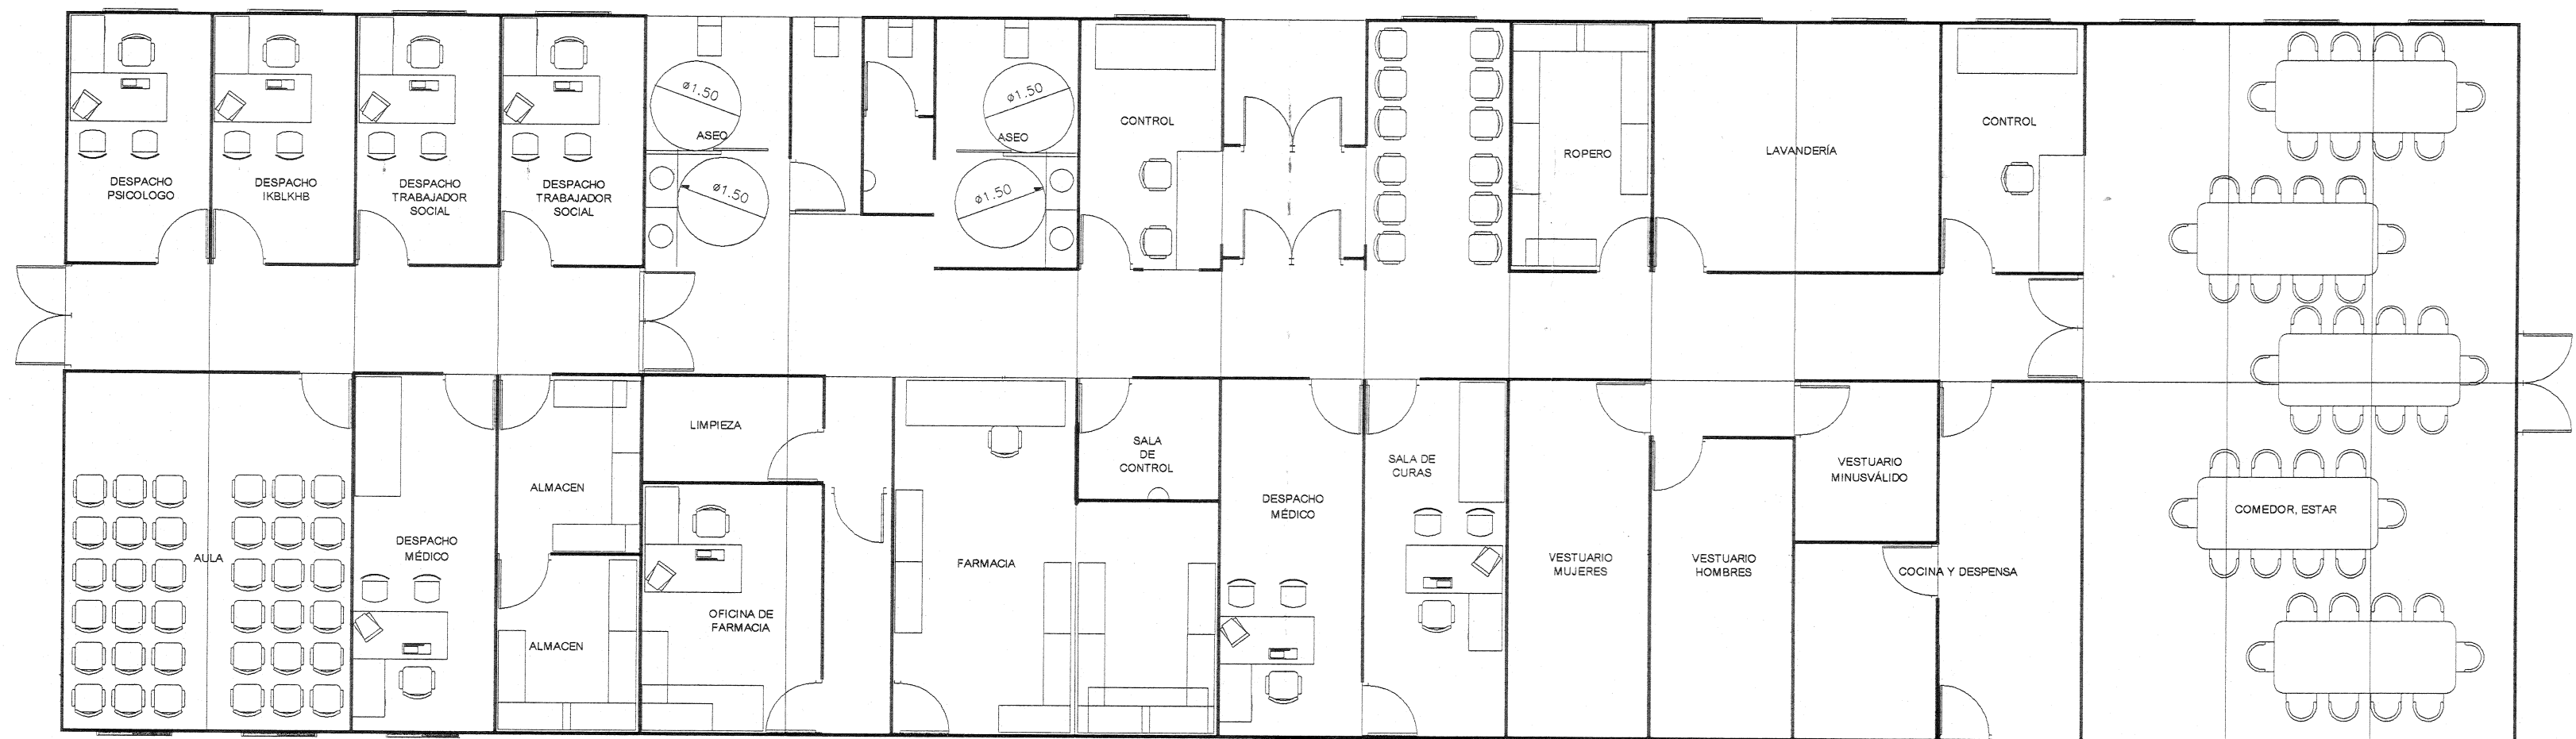 DESPACHO
PSICOLOGO
DESPACHO
IKBLKHB
DESPACHO
TRABAJADOR
SOCIAL
DESPACHO
TRABAJADOR
SOCIAL
ø1.50
ASEO
ø1.50
ø1.50
ASEO
ø1.50
CONTROL
ROPERO
LAVANDERÍA
CONTROL
AULA
DESPACHO
MÉDICO
ALMACEN
ALMACEN
LIMPIEZA
OFICINA DE
FARMACIA
FARMACIA
SALA
DE
CONTROL
DESPACHO
MÉDICO
SALA DE
CURAS
VESTUARIO
MUJERES
VESTUARIO
HOMBRES
VESTUARIO
MINUSVÁLIDO
COCINA Y DESPENSA
COMEDOR, ESTAR